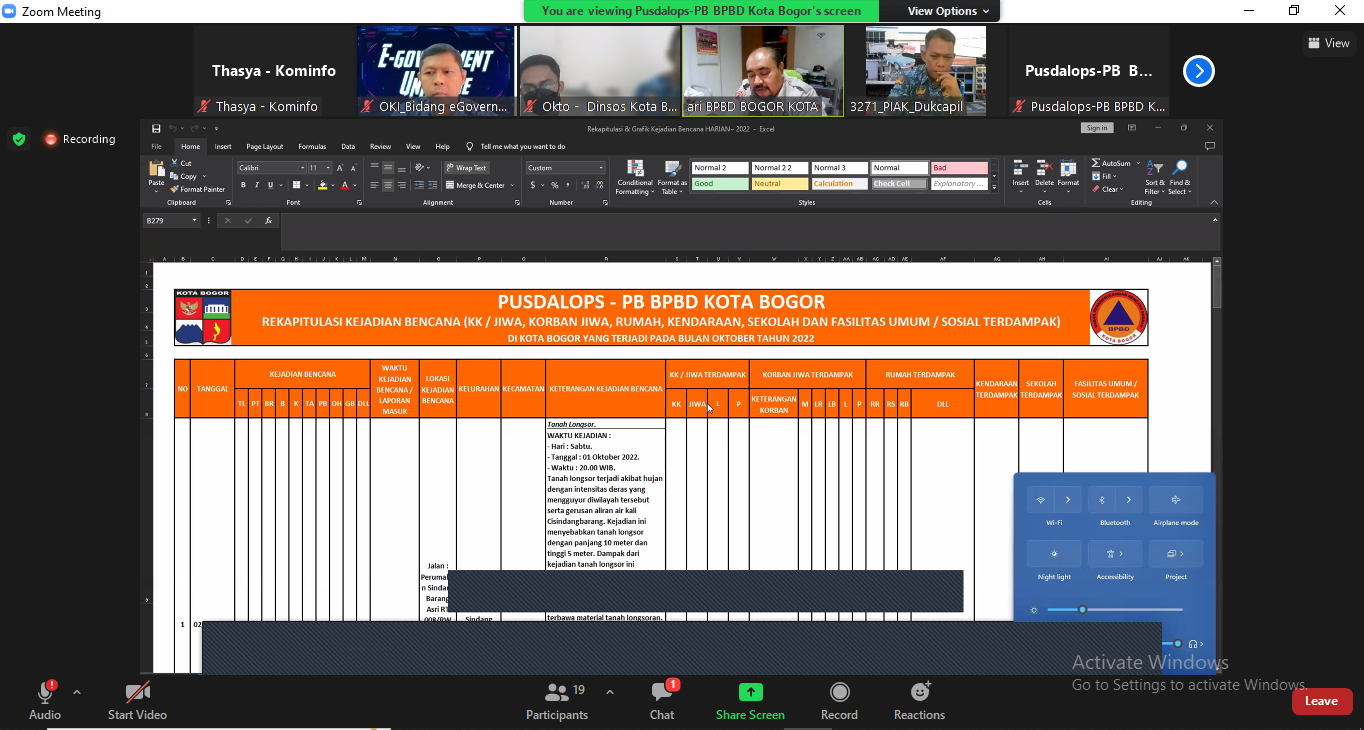 Zoom Meeting
You are viewing Pusdalops-PB BPBD Kota Bogor's screen
View Options
View
Thasya - Kominfo
Thasya - Kominfo
OKI_Bidang eGovern...
Okto - Dinsos Kota B...
ari BPBD BOGOR KOTA
3271_PIAK_Dukcapil
Pusdalops-PB B...
Pusdalops-PB BPBD K...
Recording
Rekapitulasi & Grafik Kejadian Bencana HARIAN- 2022 - Excel
Sign in
File Home Insert Page Layout Formulas Data Review View Help Tell me what you want to do
Paste
Cut
Copy
Format Painter
Clipboard
Calibri 11
B I U
Font
Wrap Text
Merge & Center
Alignment
Custom
Number
Conditional Formatting
Format as Table
Normal 2 Normal 2 2 Normal 3 Normal Bad
Good Neutral Calculation Check Cell Explanatory ...
Styles
Insert Delete Format
Cells
AutoSum
Fill
Clear
Sort & Filter
Find & Select
Editing
B279
fx
KOTA BOGOR
PUSDALOPS - PB BPBD KOTA BOGOR
REKAPITULASI KEJADIAN BENCANA (KK / JIWA, KORBAN JIWA, RUMAH, KENDARAAN, SEKOLAH DAN FASILITAS UMUM / SOSIAL TERDAMPAK)
DI KOTA BOGOR YANG TERJADI PADA BULAN OKTOBER TAHUN 2022
BPBD
KOTA BOGOR
NO
TANGGAL
KEJADIAN BENCANA
TL PT BR B K TA PB OH GB DLL
WAKTU KEJADIAN BENCANA / LAPORAN MASUK
LOKASI KEJADIAN BENCANA
KELURAHAN
KECAMATAN
KETERANGAN KEJADIAN BENCANA
KK / JIWA TERDAMPAK
KK JIWA L P
KORBAN JIWA TERDAMPAK
KETERANGAN KORBAN
M LR LB L P
RUMAH TERDAMPAK
RR RS RB DLL
KENDARAAN TERDAMPAK
SEKOLAH TERDAMPAK
FASILITAS UMUM / SOSIAL TERDAMPAK
Tanah Longsor.
WAKTU KEJADIAN :
- Hari : Sabtu.
- Tanggal : 01 Oktober 2022.
- Waktu : 20.00 WIB.
Tanah longsor terjadi akibat hujan
dengan intensitas deras yang
mengguyur diwilayah tersebut
serta gerusan aliran air kali
Cisindangbarang. Kejadian ini
menyebabkan tanah longsor
dengan panjang 10 meter dan
tinggi 5 meter. Dampak dari
kejadian tanah longsor ini
terbawa material tanah longsoran.
Jalan :
Perumaha
n Sindang
Barang
Asri RT
008/RW
Sindang
1 02
Wi-Fi
Bluetooth
Airplane mode
Night light
Accessibility
Project
Activate Windows
Go to Settings to activate Windows.
Audio
Start Video
Participants 19
Chat 1
Share Screen
Record
Reactions
Leave